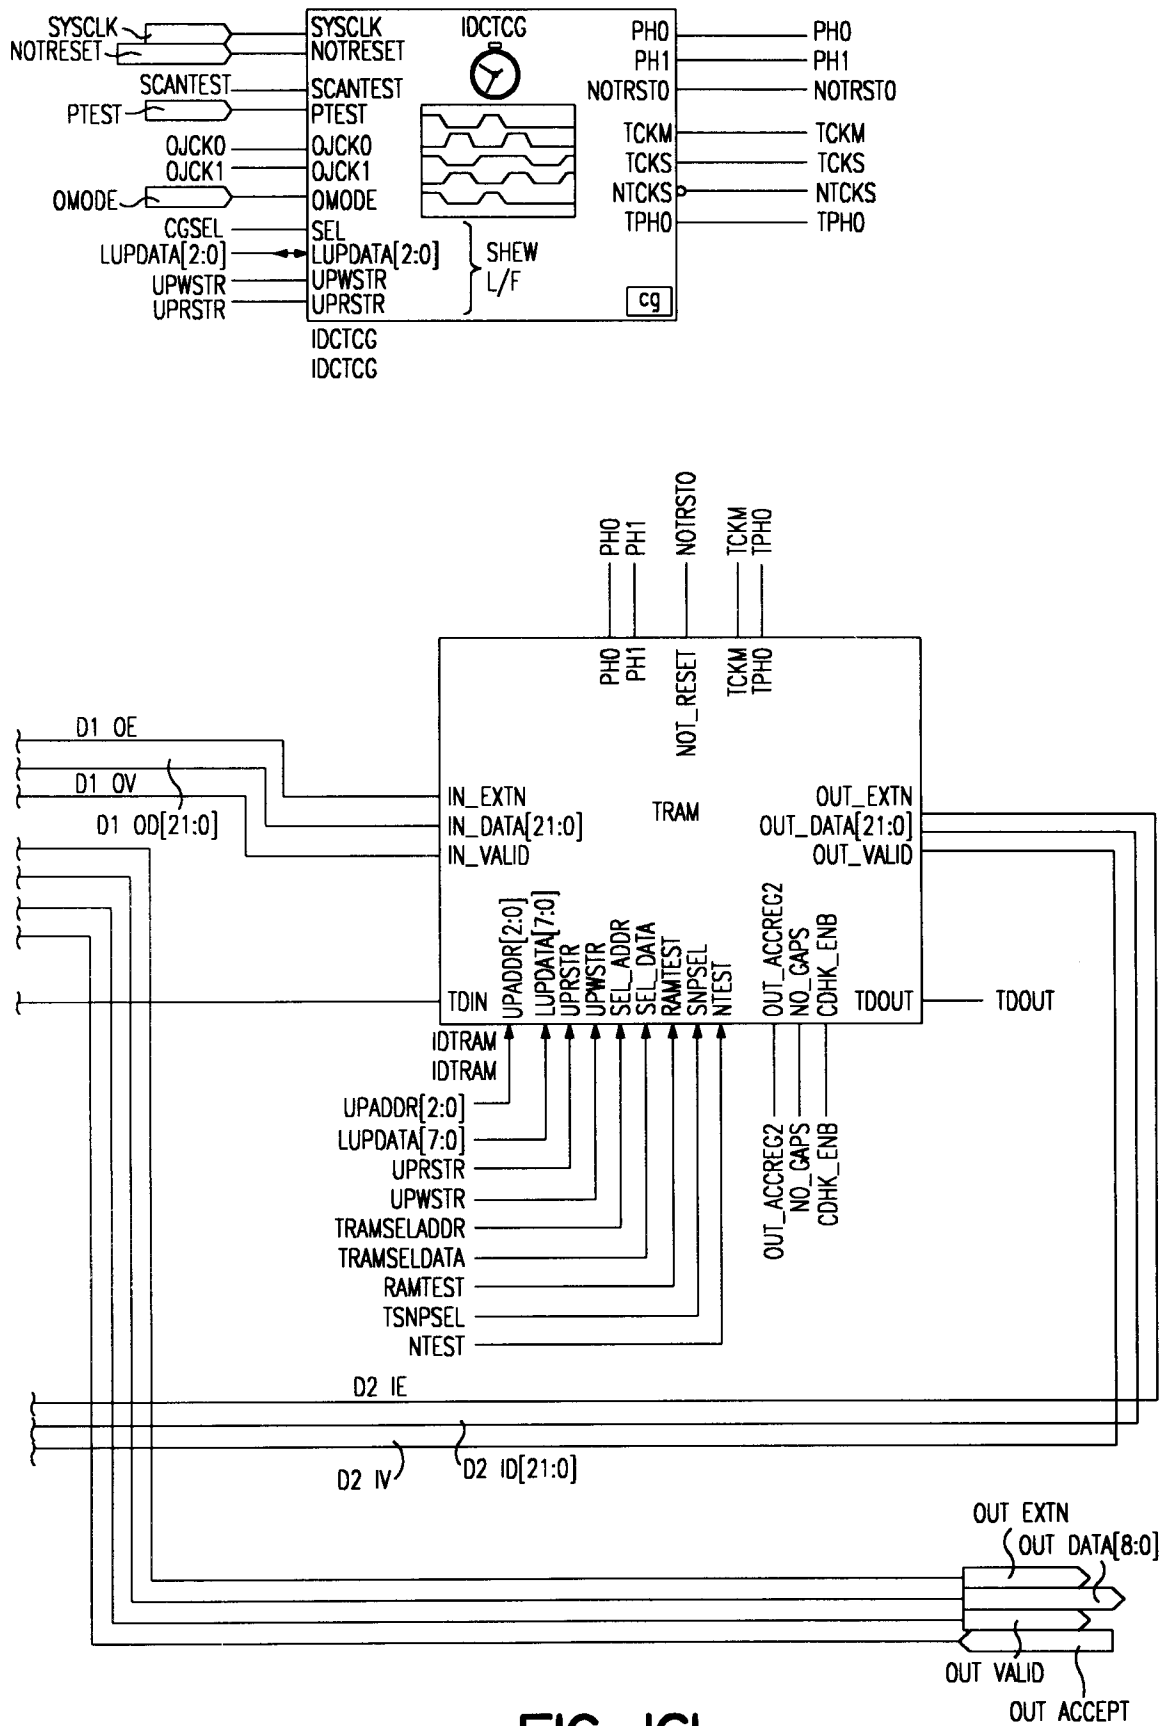 SYSCLK
NOTRESET
SCANTEST
PTEST
OJCK0
OJCK1
OMODE
CGSEL
LUPDATA[2:0]
UPWSTR
UPRSTR
SYSCLK
NOTRESET
SCANTEST
PTEST
OJCK0
OJCK1
OMODE
SEL
LUPDATA[2:0]
UPWSTR
UPRSTR
IDCTCG
SHEW
L/F
cg
PH0
PH1
NOTRST0
TCKM
TCKS
NTCKS
TPH0
PH0
PH1
NOTRST0
TCKM
TCKS
NTCKS
TPH0
IDCTCG
IDCTCG
PH0
PH1
NOTRST0
TCKM
TPH0
PH0
PH1
NOT_RESET
TCKM
TPH0
D1 OE
D1 OV
D1 OD[21:0]
IN_EXTN
IN_DATA[21:0]
IN_VALID
TRAM
OUT_EXTN
OUT_DATA[21:0]
OUT_VALID
TDIN
UPADDR[2:0]
LUPDATA[7:0]
UPRSTR
UPWSTR
SEL_ADDR
SEL_DATA
RAMTEST
SNPSEL
NTEST
OUT_ACCREG2
NO_GAPS
CDHK_ENB
TDOUT
TDOUT
IDTRAM
IDTRAM
UPADDR[2:0]
LUPDATA[7:0]
UPRSTR
UPWSTR
TRAMSELADDR
TRAMSELDATA
RAMTEST
TSNPSEL
NTEST
OUT_ACCREG2
NO_GAPS
CDHK_ENB
D2 IE
D2 IV
D2 ID[21:0]
OUT EXTN
OUT DATA[8:0]
OUT VALID
OUT ACCEPT